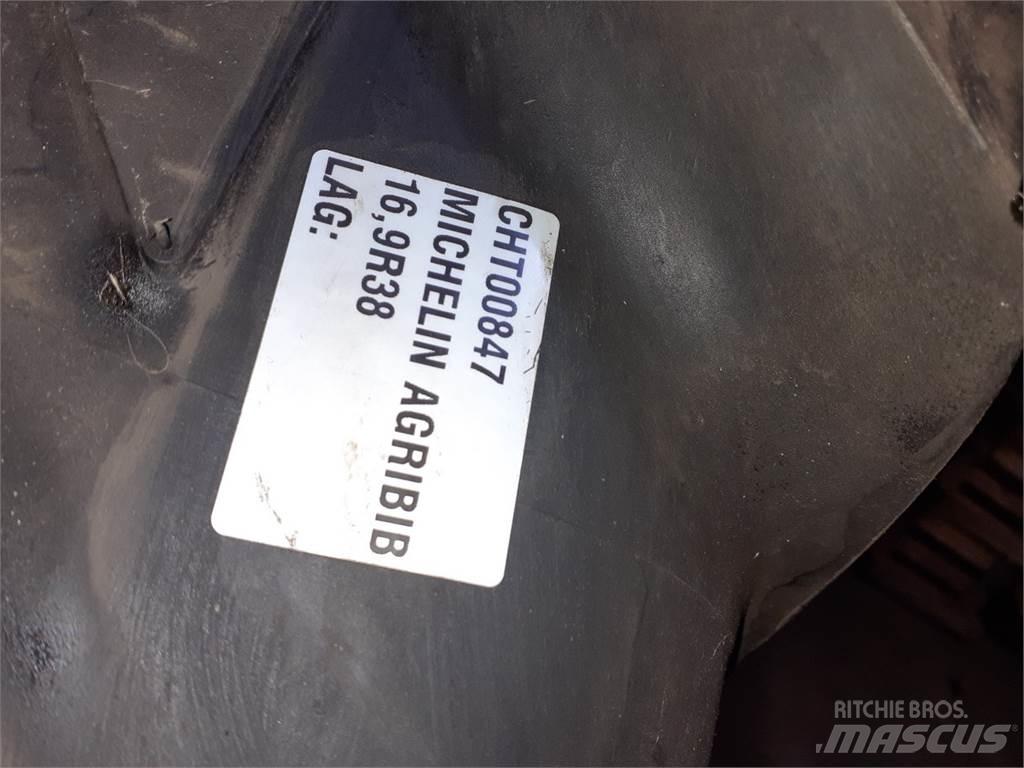 CHT00847
MICHELIN AGRIBIB
16,9R38
LAG:
RITCHIE BROS.
MASCUS